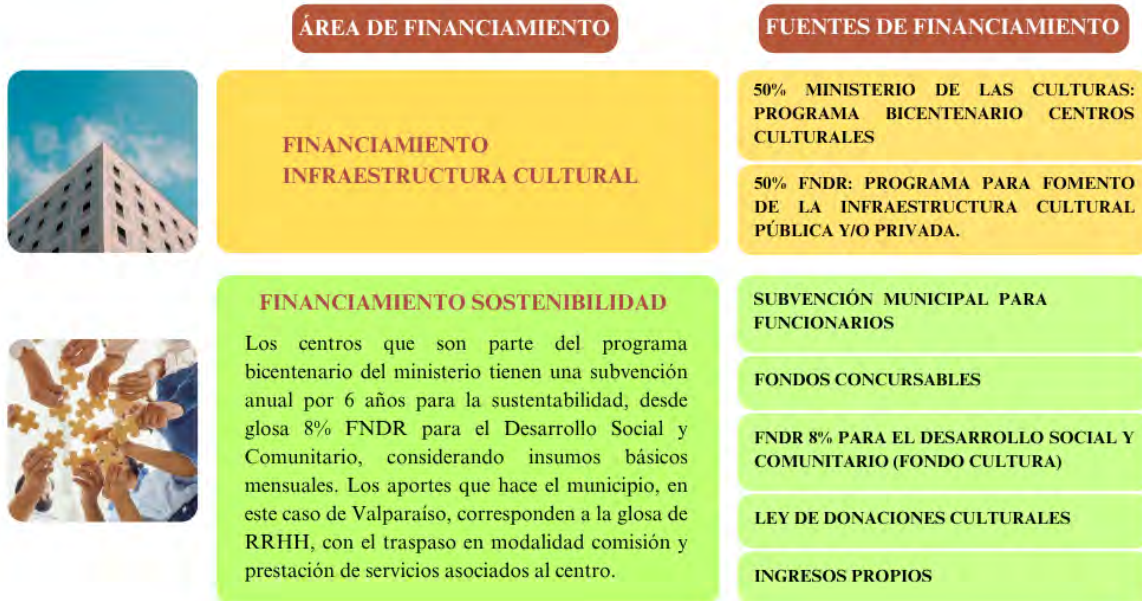 ÁREA DE FINANCIAMIENTO
FUENTES DE FINANCIAMIENTO
FINANCIAMIENTO
INFRAESTRUCTURA CULTURAL
50% MINISTERIO DE LAS CULTURAS:
PROGRAMA BICENTENARIO CENTROS
CULTURALES
50% FNDR: PROGRAMA PARA FOMENTO
DE LA INFRAESTRUCTURA CULTURAL
PÚBLICA Y/O PRIVADA.
FINANCIAMIENTO SOSTENIBILIDAD
Los centros que son parte del programa
bicentenario del ministerio tienen una subvención
anual por 6 años para la sustentabilidad, desde
glosa 8% FNDR para el Desarrollo Social y
Comunitario, considerando insumos básicos
mensuales. Los aportes que hace el municipio, en
este caso de Valparaíso, corresponden a la glosa de
RRHH, con el traspaso en modalidad comisión y
prestación de servicios asociados al centro.
SUBVENCIÓN MUNICIPAL PARA
FUNCIONARIOS
FONDOS CONCURSABLES
FNDR 8% PARA EL DESARROLLO SOCIAL Y
COMUNITARIO (FONDO CULTURA)
LEY DE DONACIONES CULTURALES
INGRESOS PROPIOS